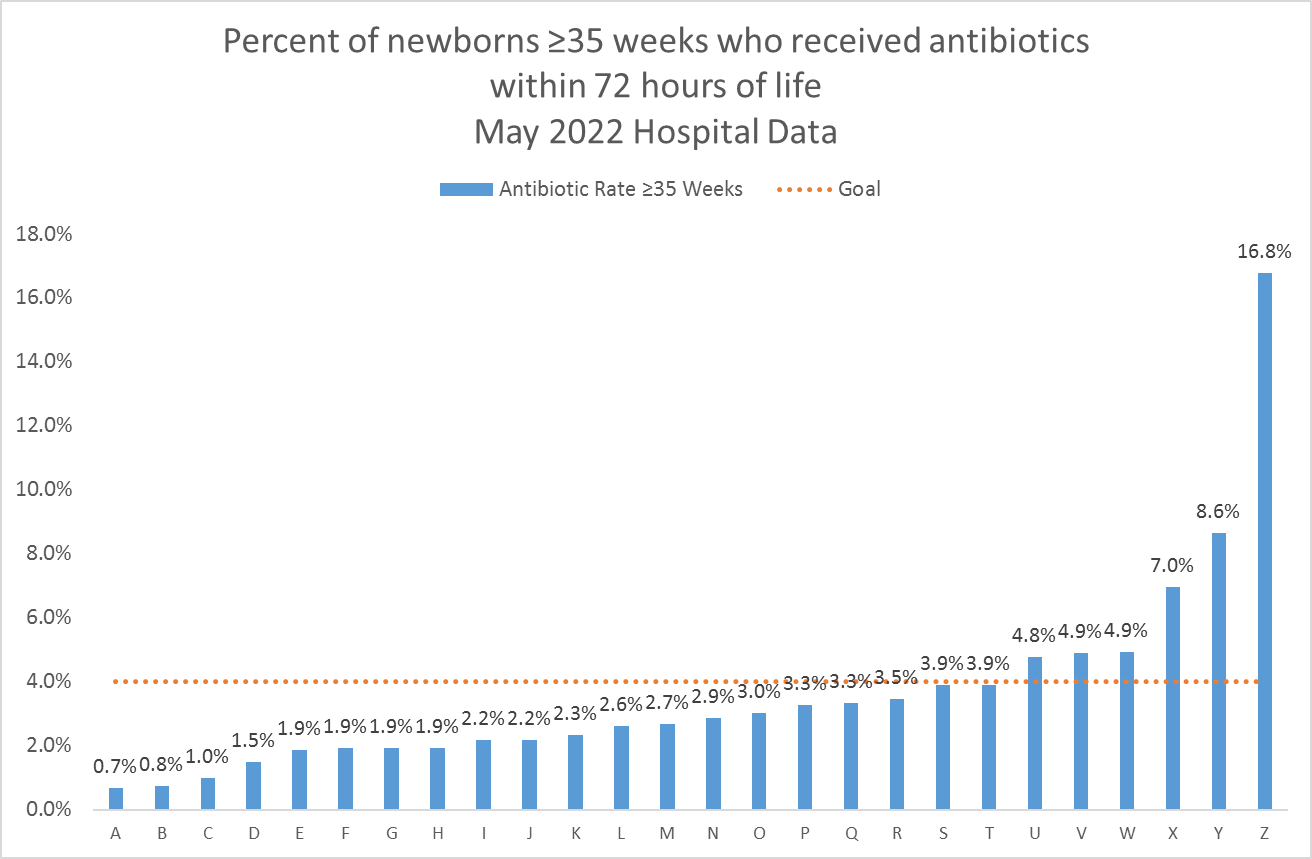 Percent of newborns ≥35 weeks who received antibiotics
within 72 hours of life
May 2022 Hospital Data
Antibiotic Rate ≥35 Weeks Goal
18.0%
16.0%
14.0%
12.0%
10.0%
8.0%
6.0%
4.0%
2.0%
0.0%
0.7% 0.8% 1.0% 1.5% 1.9% 1.9% 1.9% 1.9% 2.2% 2.2% 2.3% 2.6% 2.7% 2.9% 3.0% 3.3% 3.3% 3.5% 3.9% 3.9% 4.8% 4.9% 4.9% 7.0% 8.6% 16.8%
A B C D E F G H I J K L M N O P Q R S T U V W X Y Z